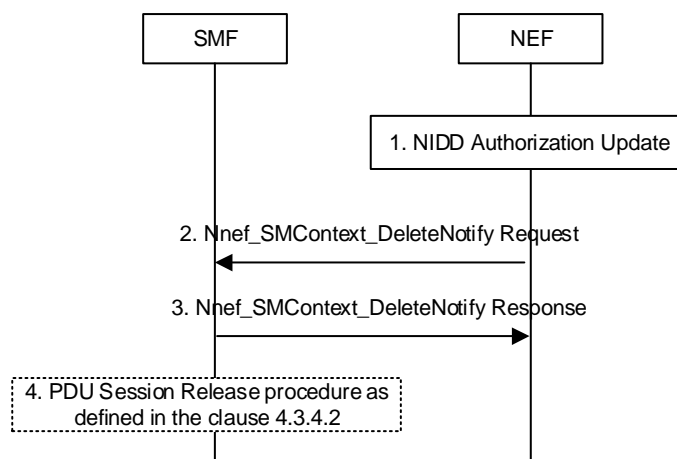 SMF
NEF
1. NIDD Authorization Update
2. Nnef_SMContext_DeleteNotify Request
3. Nnef_SMContext_DeleteNotify Response
4. PDU Session Release procedure as
defined in the clause 4.3.4.2